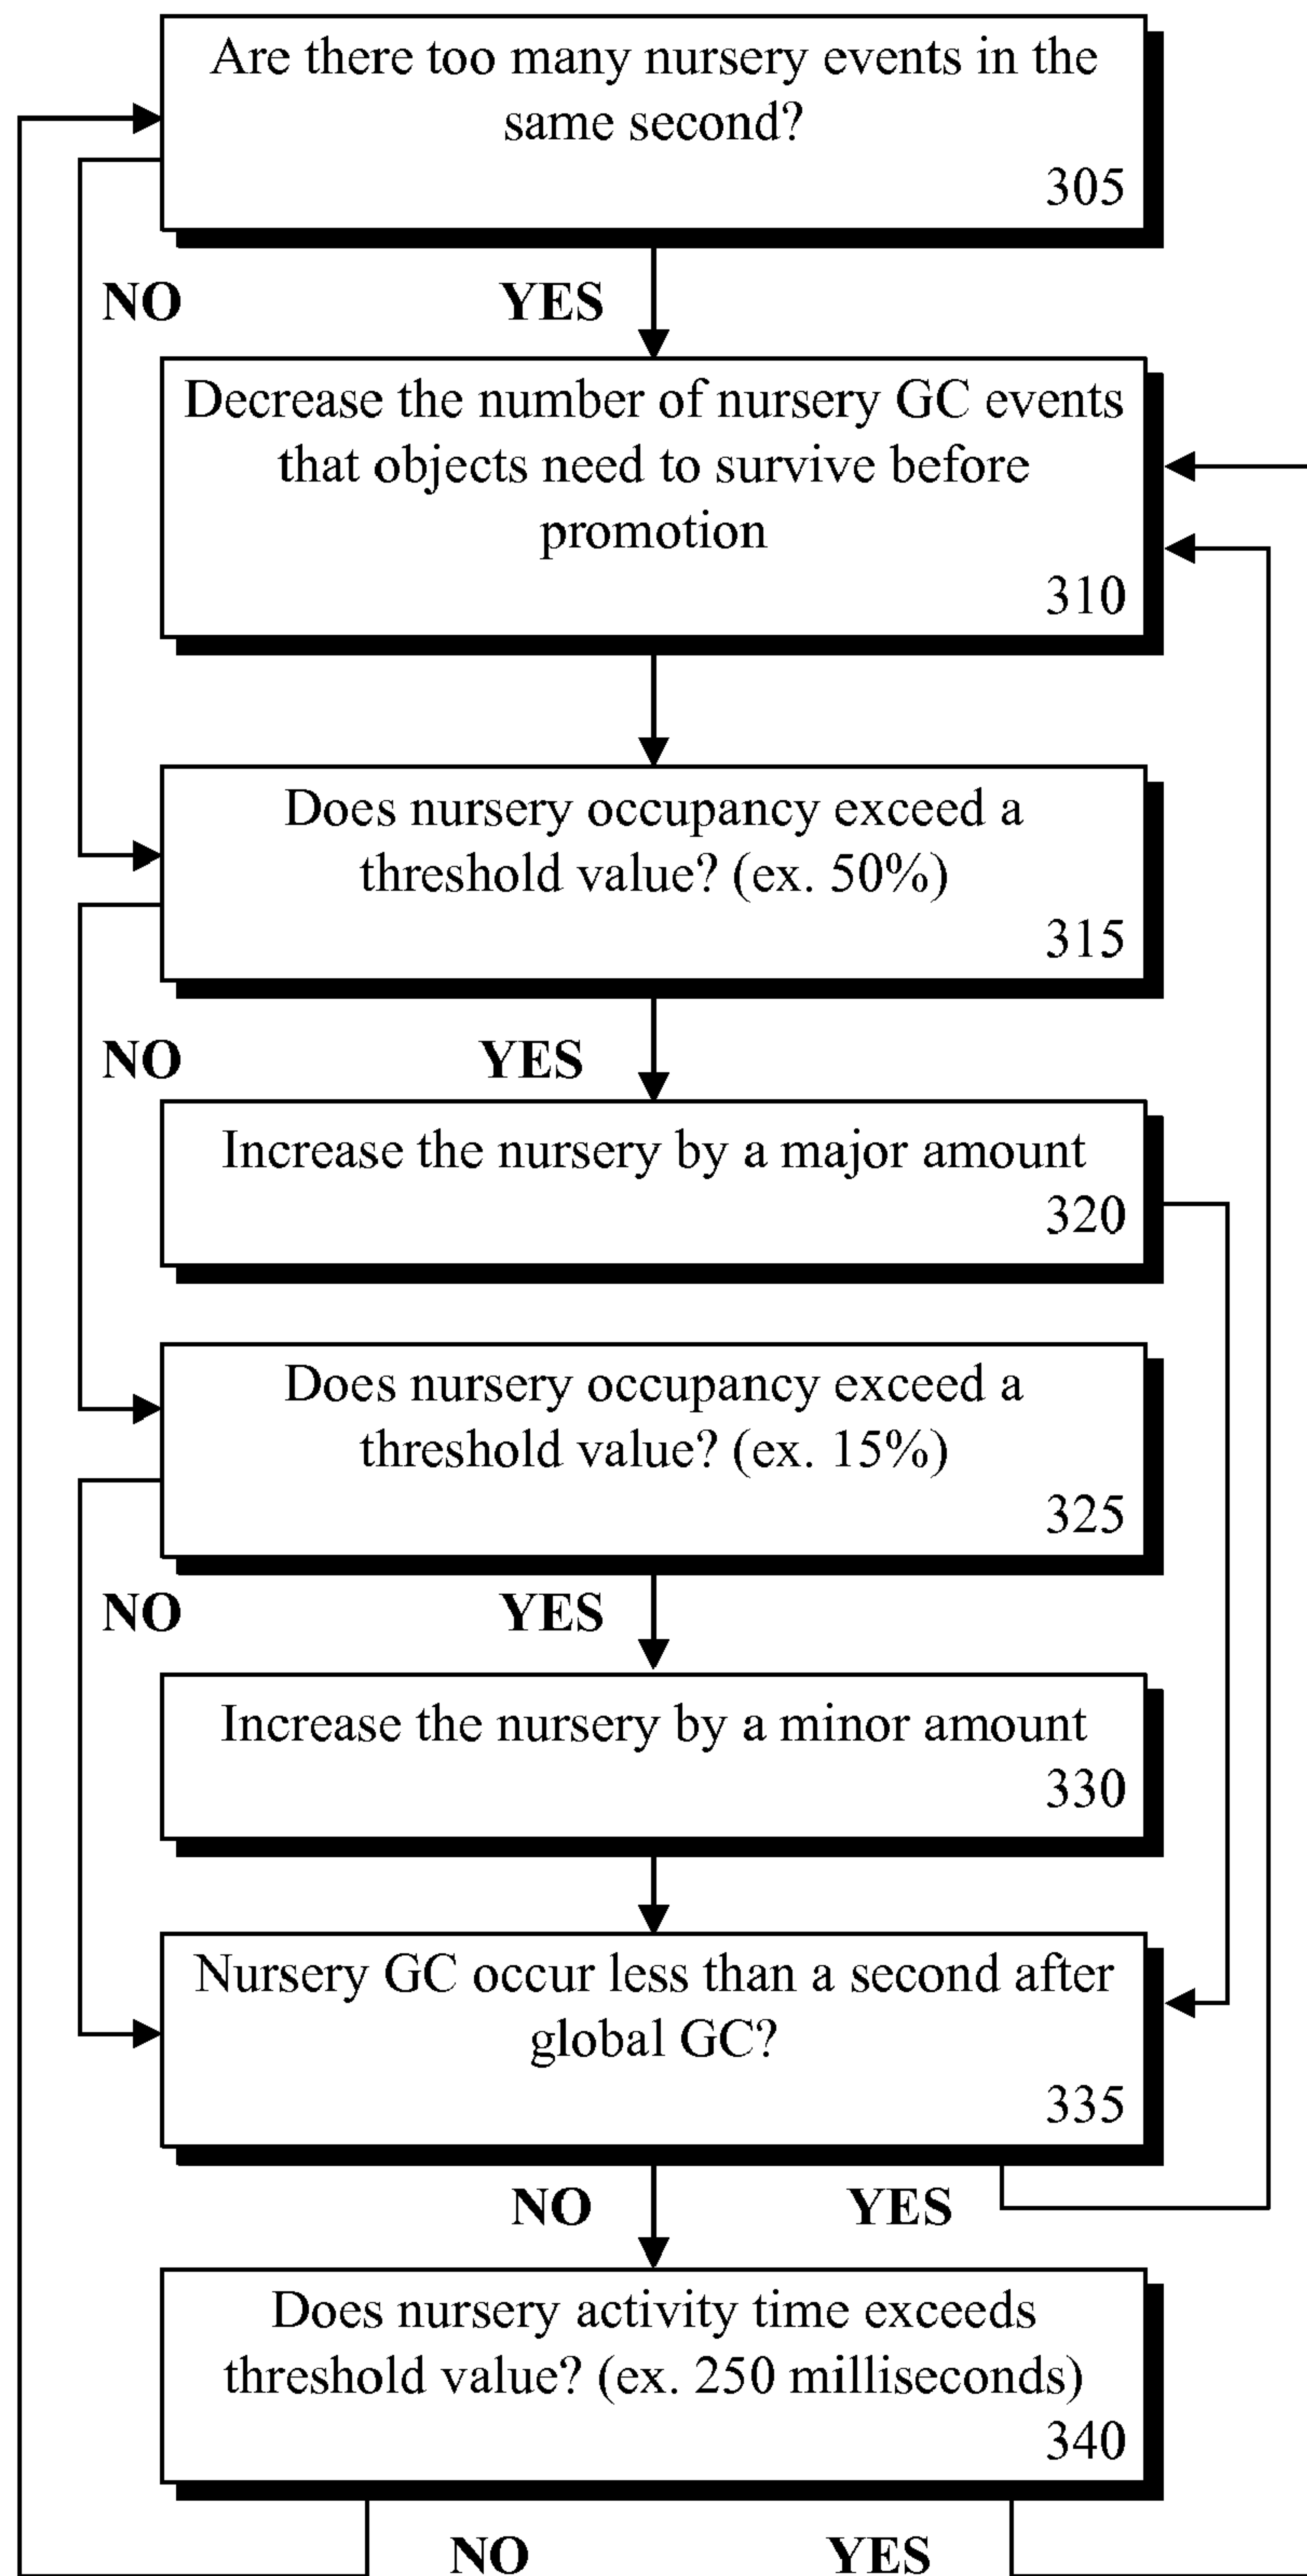 Are there too many nursery events in the
same second?
305
NO
YES
Decrease the number of nursery GC events
that objects need to survive before
promotion
310
Does nursery occupancy exceed a
threshold value? (ex. 50%)
315
NO
YES
Increase the nursery by a major amount
320
Does nursery occupancy exceed a
threshold value? (ex. 15%)
325
NO
YES
Increase the nursery by a minor amount
330
Nursery GC occur less than a second after
global GC?
335
NO
YES
Does nursery activity time exceeds
threshold value? (ex. 250 milliseconds)
340
NO
YES